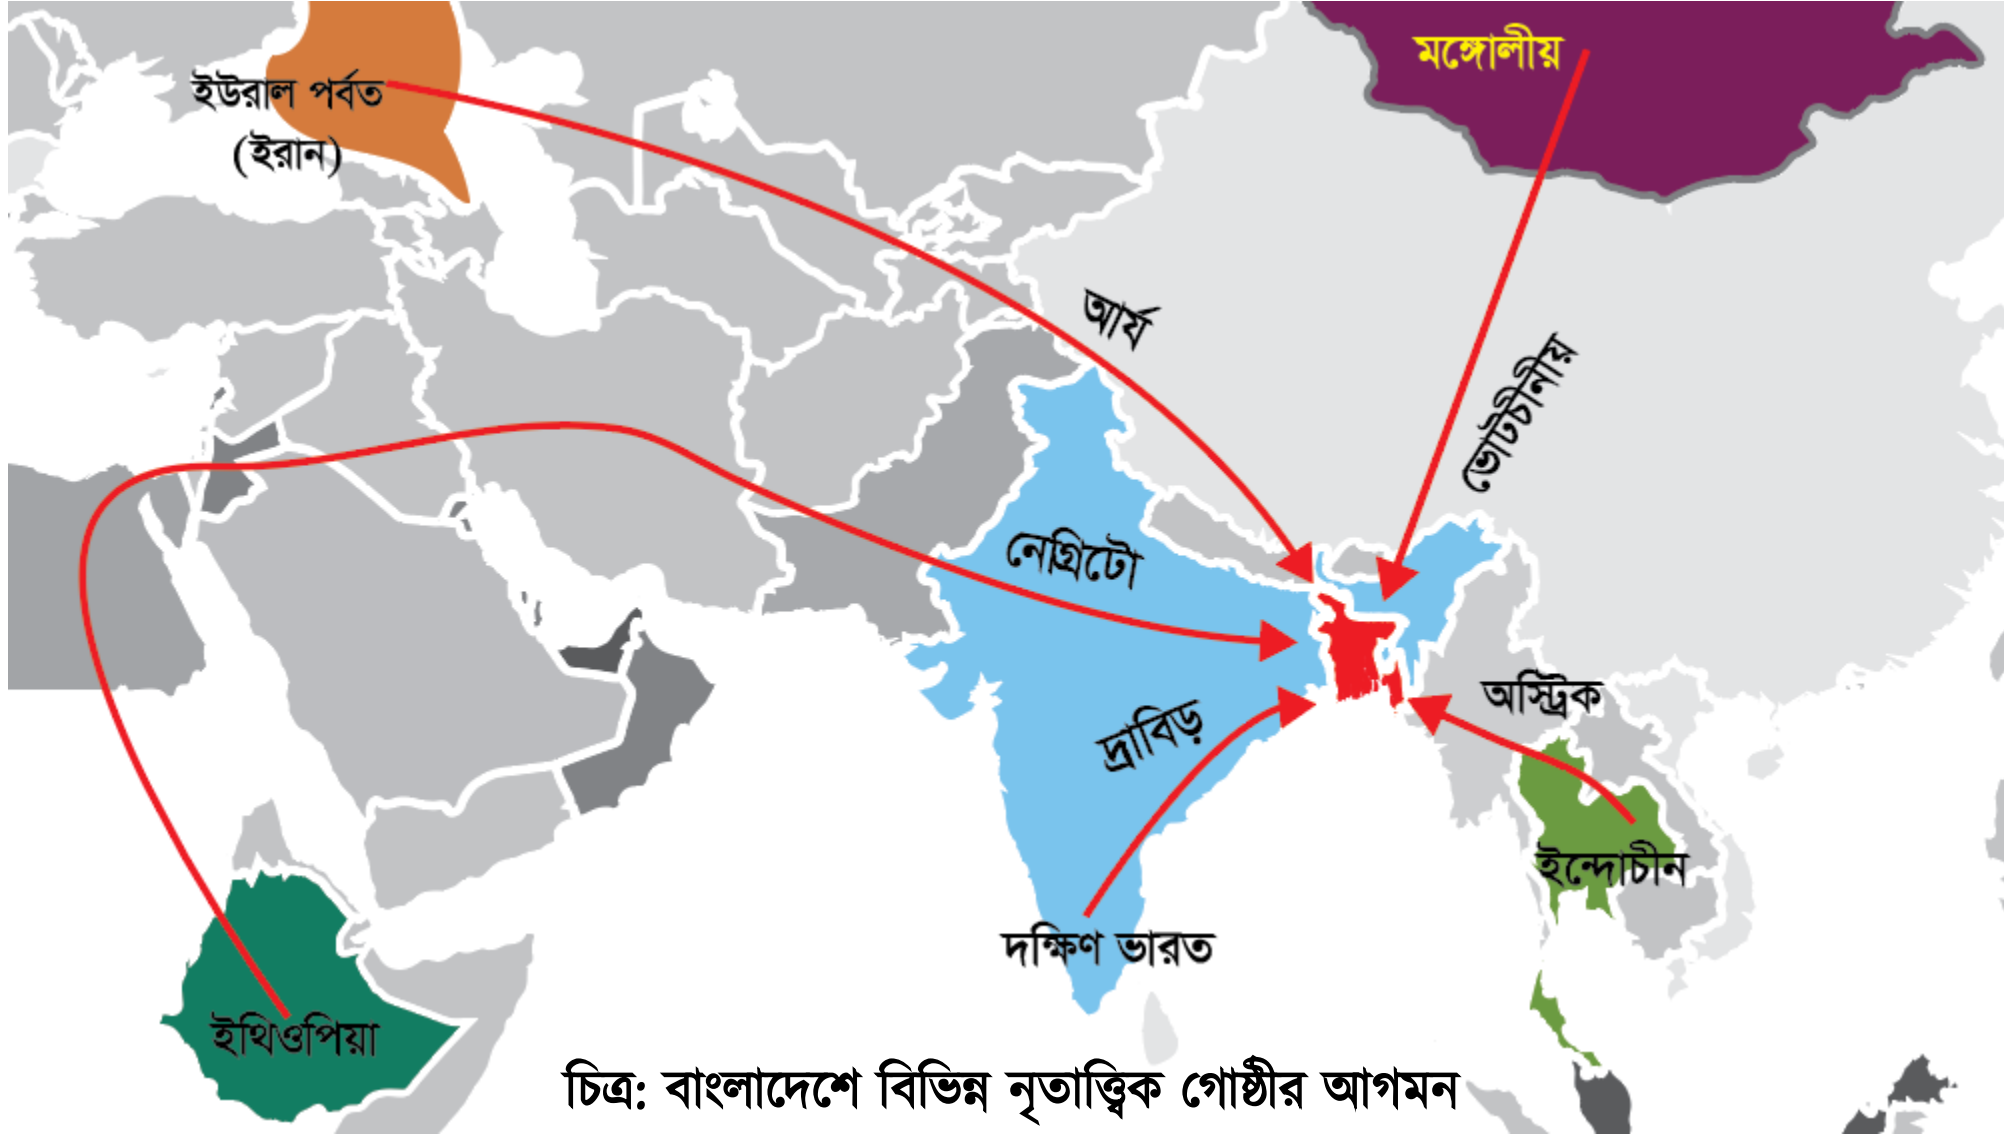 মঙ্গোলীয়
ইউরাল পর্বত
(ইরান)
আর্য
ভোটচীনীয়
নেগ্রিটো
অস্ট্রিক
দ্রাবিড়
ইন্দোচীন
দক্ষিণ ভারত
ইথিওপিয়া
চিত্র: বাংলাদেশে বিভিন্ন নৃতাত্ত্বিক গোষ্ঠীর আগমন